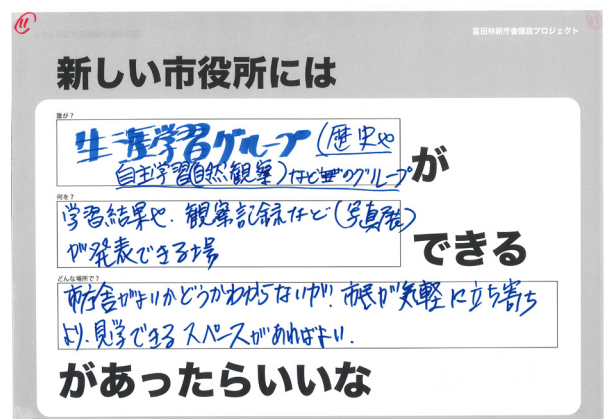 11
富田林新庁舎建設プロジェクト
新しい市役所には
誰が?
生涯学習グループ(歴史や
自主学習(自然観察)などのグループ
が
何を?
学習結果や、観察記録など(写真展)
が発表できる場
できる
どんな場所で?
市庁舎がよいかどうかわからないが!市民が気軽に立ち寄ち
より、見学できるスペースがあればよい.
があったらいいな